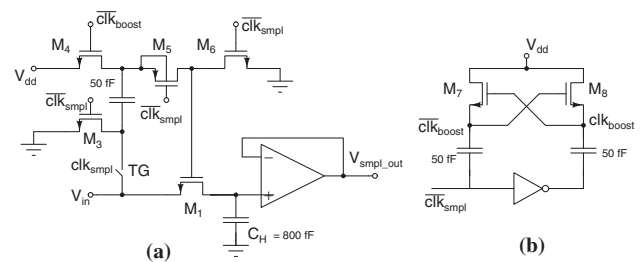 clk_boost
M4
M5
M6
clk_smpl
Vdd
50 fF
clk_smpl
clk_smpl
M3
clk_smpl
TG
Vin
M1
−
+
Vsmpl_out
CH = 800 fF
(a)
Vdd
M7
M8
clk_boost
clk_boost
50 fF
50 fF
clk_smpl
(b)